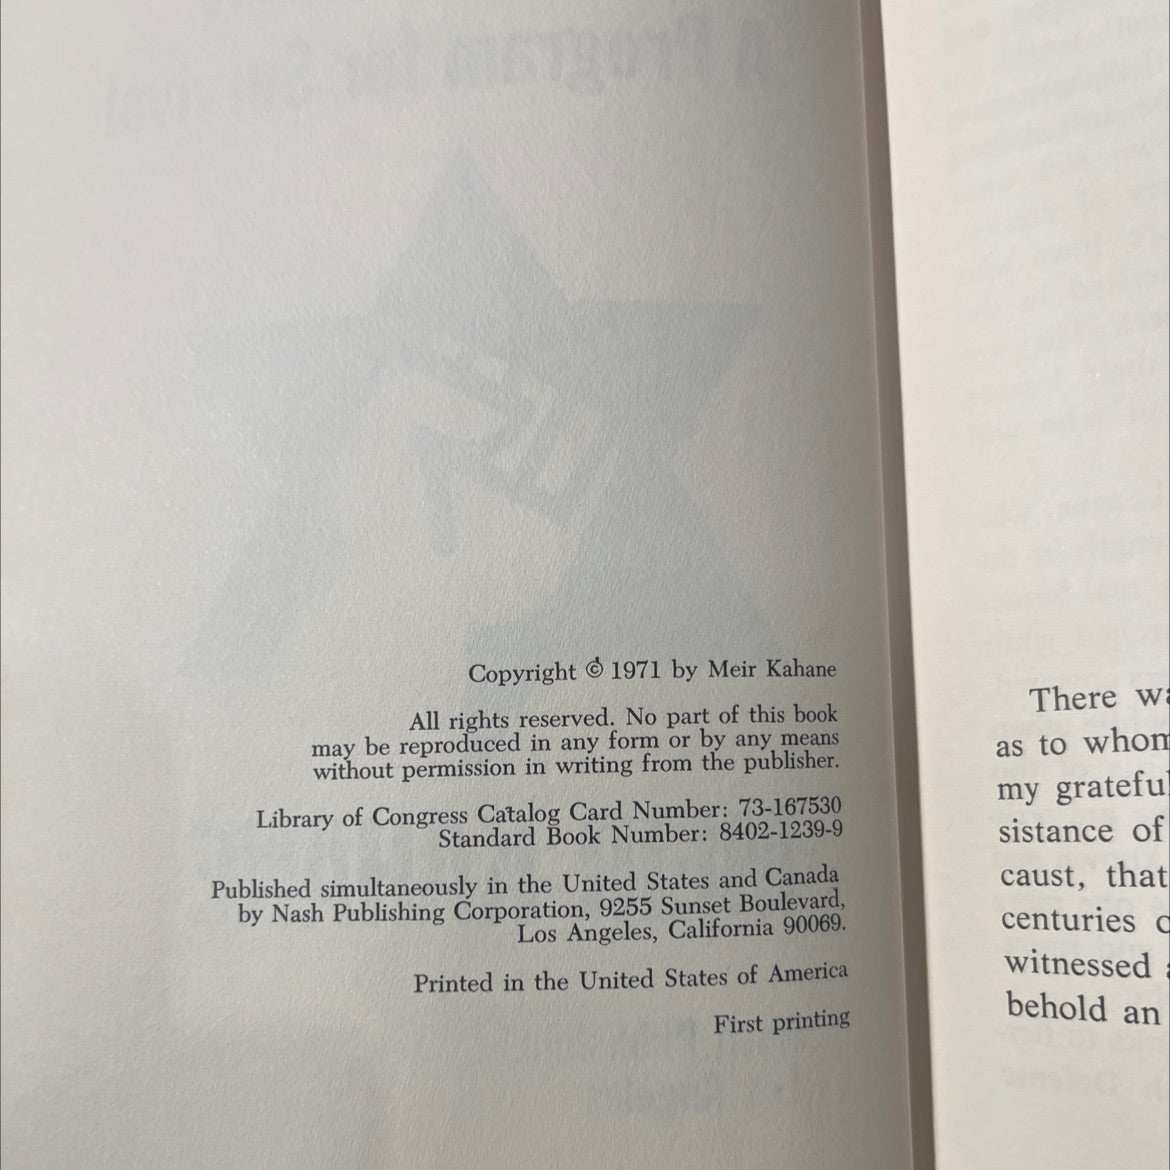 Copyright © 1971 by Meir Kahane
All rights reserved. No part of this book
may be reproduced in any form or by any means
without permission in writing from the publisher.
Library of Congress Catalog Card Number: 73-167530
Standard Book Number: 8402-1239-9
Published simultaneously in the United States and Canada
by Nash Publishing Corporation, 9255 Sunset Boulevard,
Los Angeles, California 90069.
Printed in the United States of America
First printing
There
as to
my
sistance of
caust, that
centuries
witnessed
behold an